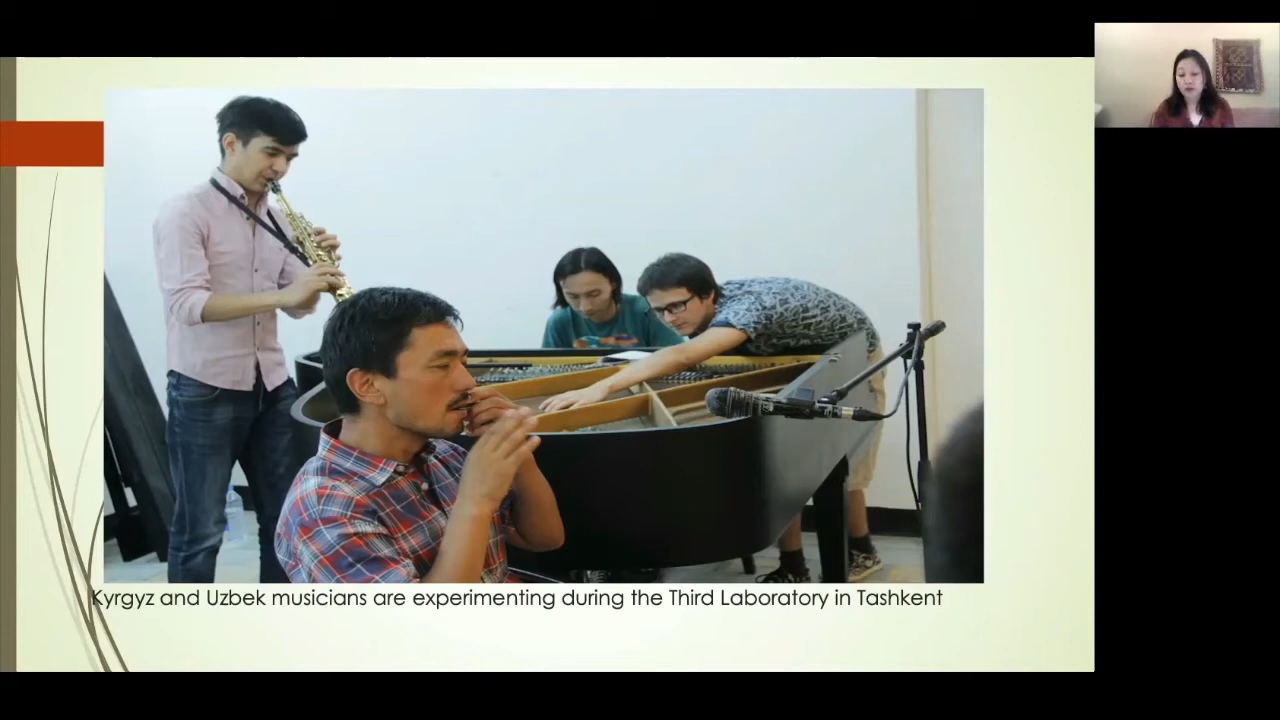 Kyrgyz and Uzbek musicians are experimenting during the Third Laboratory in Tashkent